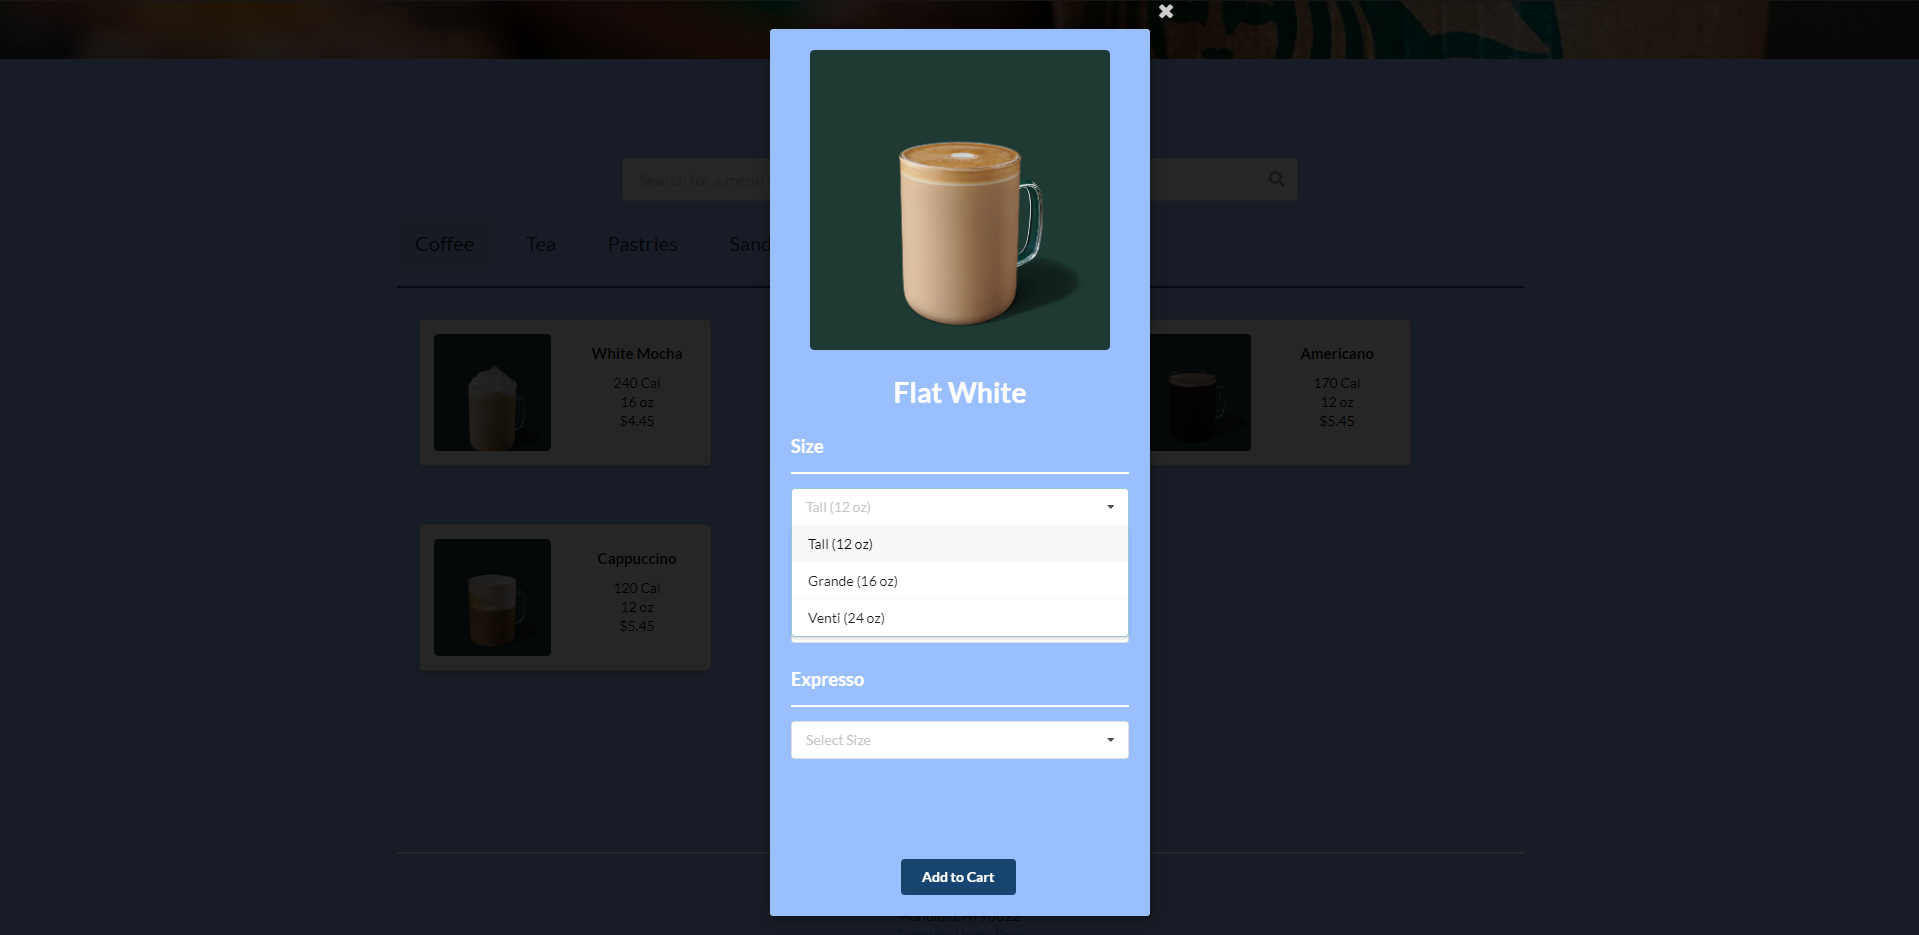 Search for a menu
Coffee Tea Pastries Sand
White Mocha
240 Cal
16 oz
$4.45
Americano
170 Cal
12 oz
$5.45
Cappuccino
120 Cal
12 oz
$5.45
Flat White
Size
Tall (12 oz)
Tall (12 oz)
Grande (16 oz)
Venti (24 oz)
Expresso
Select Size
Add to Cart